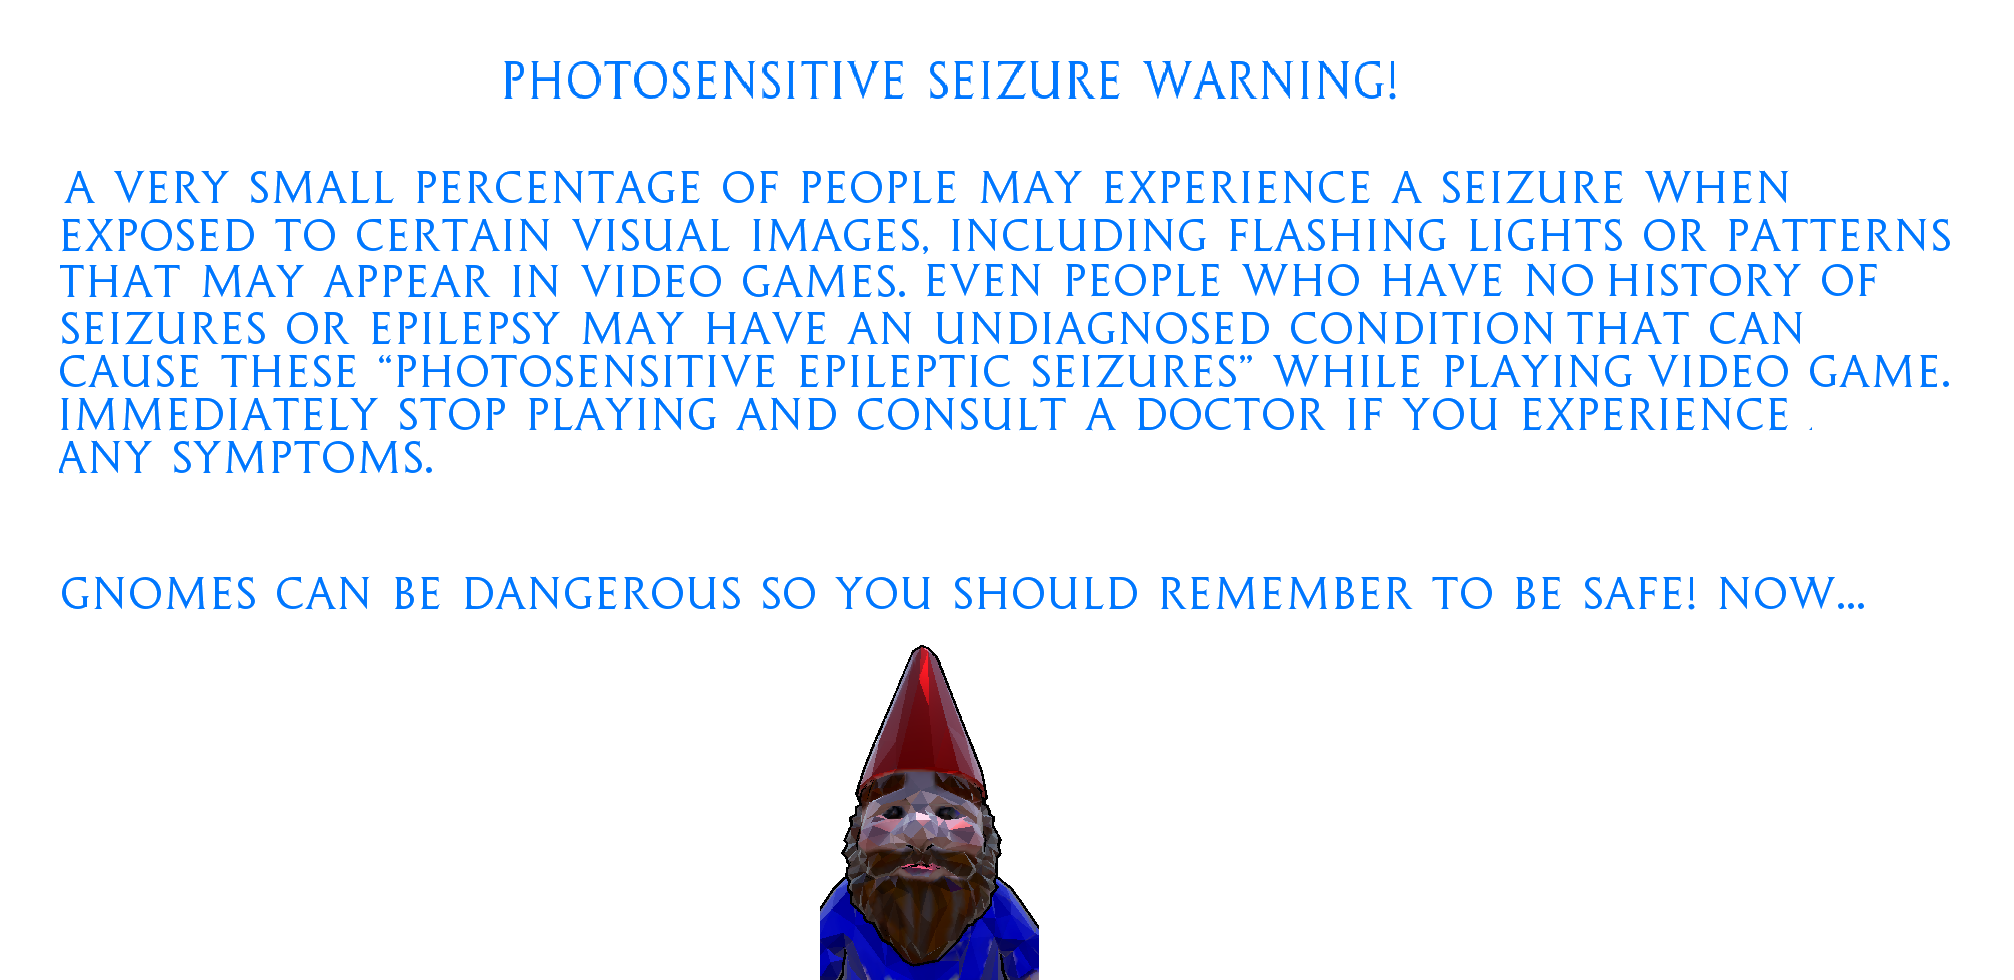 PHOTOSENSITIVE SEIZURE WARNING!
A VERY SMALL PERCENTAGE OF PEOPLE MAY EXPERIENCE A SEIZURE WHEN
EXPOSED TO CERTAIN VISUAL IMAGES, INCLUDING FLASHING LIGHTS OR PATTERNS
THAT MAY APPEAR IN VIDEO GAMES. EVEN PEOPLE WHO HAVE NO HISTORY OF
SEIZURES OR EPILEPSY MAY HAVE AN UNDIAGNOSED CONDITION THAT CAN
CAUSE THESE “PHOTOSENSITIVE EPILEPTIC SEIZURES” WHILE PLAYING VIDEO GAME.
IMMEDIATELY STOP PLAYING AND CONSULT A DOCTOR IF YOU EXPERIENCE
ANY SYMPTOMS.
GNOMES CAN BE DANGEROUS SO YOU SHOULD REMEMBER TO BE SAFE! NOW...